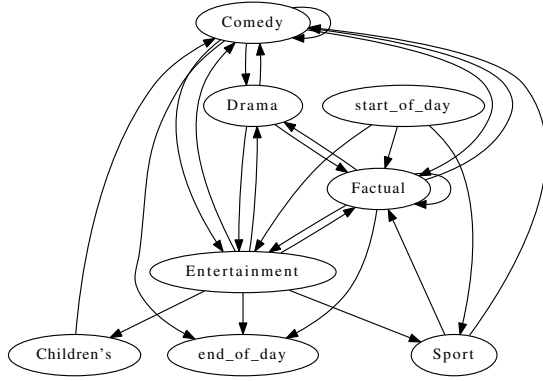 Comedy
Drama
start_of_day
Factual
Entertainment
Children's
end_of_day
Sport